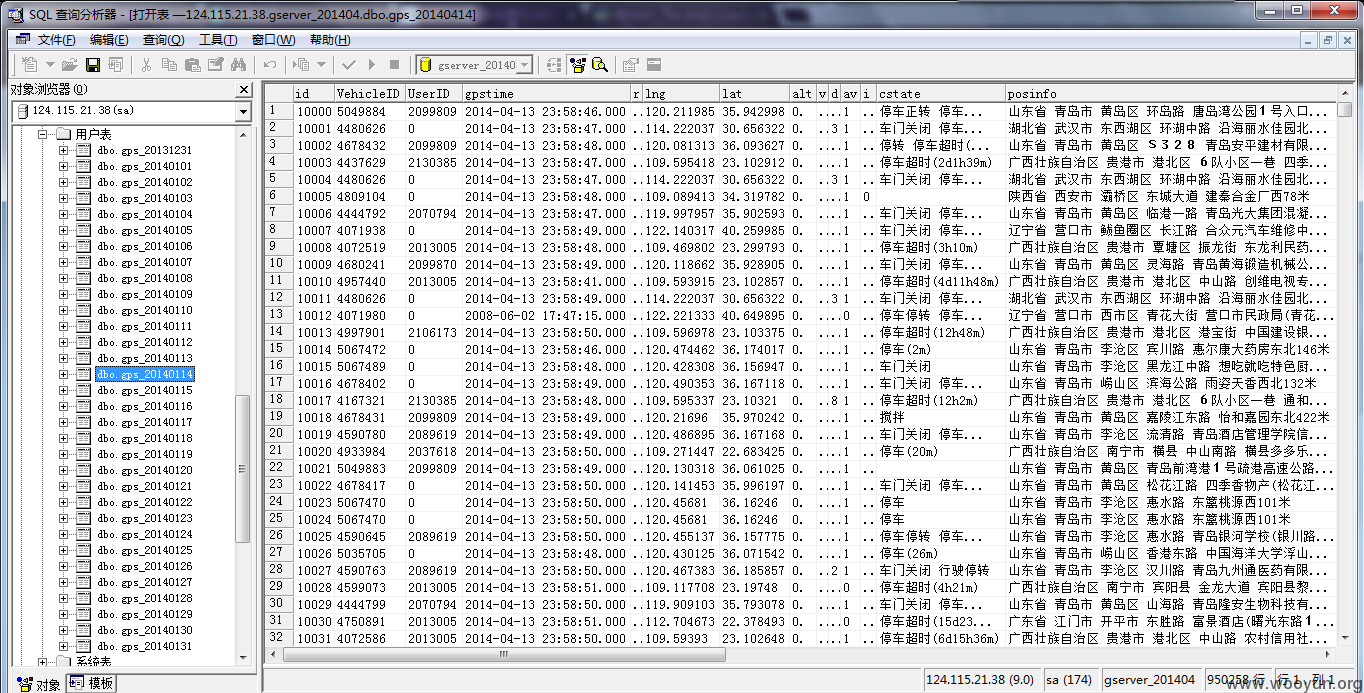 SQL 查询分析器 - [打开表 —124.115.21.38.gserver_201404.dbo.gps_20140414]
文件(F) 编辑(E) 查询(Q) 工具(T) 窗口(W) 帮助(H)
gserver_20140
对象浏览器(O)
124.115.21.38(sa)
用户表
dbo.gps_20131231
dbo.gps_20140101
dbo.gps_20140102
dbo.gps_20140103
dbo.gps_20140104
dbo.gps_20140105
dbo.gps_20140106
dbo.gps_20140107
dbo.gps_20140108
dbo.gps_20140109
dbo.gps_20140110
dbo.gps_20140111
dbo.gps_20140112
dbo.gps_20140113
dbo.gps_20140114
dbo.gps_20140115
dbo.gps_20140116
dbo.gps_20140117
dbo.gps_20140118
dbo.gps_20140119
dbo.gps_20140120
dbo.gps_20140121
dbo.gps_20140122
dbo.gps_20140123
dbo.gps_20140124
dbo.gps_20140125
dbo.gps_20140126
dbo.gps_20140127
dbo.gps_20140128
dbo.gps_20140129
dbo.gps_20140130
dbo.gps_20140131
系统表
对象 模板
id VehicleID UserID gpstime r lng lat alt v d av i cstate posinfo
1 10000 5049884 2099809 2014-04-13 23:58:46.000 ..120.211985 35.942998 0. ....1 .. 停车正转 停车... 山东省 青岛市 黄岛区 环岛路 唐岛湾公园1号入口...
2 10001 4480626 0 2014-04-13 23:58:47.000 ..114.222037 30.656322 0. ..31 .. 车门关闭 停车... 湖北省 武汉市 东西湖区 环湖中路 沿海丽水佳园北...
3 10002 4678432 2099809 2014-04-13 23:58:48.000 ..120.081313 36.093627 0. ....1 .. 停转 停车超时(... 山东省 青岛市 黄岛区 S328 青岛安平建材有限...
4 10003 4437629 2130385 2014-04-13 23:58:47.000 ..109.595418 23.102912 0. ....1 .. 停车超时(2d1h39m) 广西壮族自治区 贵港市 港北区 6队小区一巷 四季...
5 10004 4480626 0 2014-04-13 23:58:47.000 ..114.222037 30.656322 0. ..31 .. 车门关闭 停车... 湖北省 武汉市 东西湖区 环湖中路 沿海丽水佳园北...
6 10005 4809104 0 2014-04-13 23:58:48.000 ..109.089413 34.319782 0. ....1 0 陕西省 西安市 灞桥区 东城大道 建秦合金厂西78米
7 10006 4444792 2070794 2014-04-13 23:58:48.000 ..119.997957 35.902593 0. ....1 .. 车门关闭 停车... 山东省 青岛市 黄岛区 临港一路 青岛光大集团混凝...
8 10007 4071938 0 2014-04-13 23:58:49.000 ..122.140317 40.259985 0. ....1 .. 车门关闭 停车... 辽宁省 营口市 鲅鱼圈区 长江路 合众元汽车维修中...
9 10008 4072519 2013005 2014-04-13 23:58:48.000 ..109.469802 23.299793 0. ....1 .. 停车超时(3h10m) 广西壮族自治区 贵港市 覃塘区 振龙街 东龙利民药...
10 10009 4680241 2099870 2014-04-13 23:58:49.000 ..120.118662 35.928905 0. ....1 .. 车门关闭 停车... 山东省 青岛市 黄岛区 灵海路 青岛黄海锻造机械公...
11 10010 4957440 2013005 2014-04-13 23:58:41.000 ..109.593915 23.102857 0. ....1 .. 停车超时(4d11h48m) 广西壮族自治区 贵港市 港北区 中山路 创维电视专...
12 10011 4480626 0 2014-04-13 23:58:49.000 ..114.222037 30.656322 0. ..31 .. 车门关闭 停车... 湖北省 武汉市 东西湖区 环湖中路 沿海丽水佳园北...
13 10012 4071980 0 2008-06-02 17:47:15.000 ..122.221333 40.649895 0. ....0 .. 停车停转 停车... 辽宁省 营口市 西市区 青花大街 营口市民政局(青花...
14 10013 4997901 2106173 2014-04-13 23:58:50.000 ..109.596978 23.103375 0. ....1 .. 停车超时(12h48m) 广西壮族自治区 贵港市 港北区 港宝街 中国建设银...
15 10014 5067472 0 2014-04-13 23:58:46.000 ..120.474462 36.174017 0. ....1 .. 停车(2m) 山东省 青岛市 李沧区 宾川路 惠尔康大药房东北146米
16 10015 5067489 0 2014-04-13 23:58:50.000 ..120.428308 36.156947 0. ....1 .. 车门关闭 山东省 青岛市 李沧区 黑龙江中路 想吃就吃特色厨...
17 10016 4678402 0 2014-04-13 23:58:49.000 ..120.490353 36.167118 0. ....1 .. 车门关闭 停车... 山东省 青岛市 崂山区 滨海公路 雨姿天香西北132米
18 10017 4167321 2130385 2014-04-13 23:58:49.000 ..109.595337 23.10321 0. ..81 .. 停车超时(12h2m) 广西壮族自治区 贵港市 港北区 6队小区一巷 通和...
19 10018 4678431 2099809 2014-04-13 23:58:49.000 ..120.21696 35.970242 0. ....1 .. 搅拌 山东省 青岛市 黄岛区 嘉陵江东路 怡和嘉园东北422米
20 10019 4590780 2089619 2014-04-13 23:58:49.000 ..120.486895 36.167168 0. ....1 .. 车门关闭 停车... 山东省 青岛市 李沧区 流清路 青岛酒店管理学院信...
21 10020 4933984 2037618 2014-04-13 23:58:50.000 ..109.271447 22.683425 0. ....1 .. 停车(20m) 广西壮族自治区 南宁市 横县 中山南路 横县多多乐...
22 10021 5049883 2099809 2014-04-13 23:58:49.000 ..120.130318 36.061025 0. ....1 .. 山东省 青岛市 黄岛区 青岛前湾港1号疏港高速公路...
23 10022 4678417 0 2014-04-13 23:58:50.000 ..120.141453 35.996197 0. ....1 .. 车门关闭 停车... 山东省 青岛市 黄岛区 松花江路 四季香物产(松花江...
24 10023 5067470 0 2014-04-13 23:58:50.000 ..120.45681 36.16246 0. ....1 .. 停车 山东省 青岛市 李沧区 惠水路 东篱桃源西101米
25 10024 5067470 0 2014-04-13 23:58:50.000 ..120.45681 36.16246 0. ....1 .. 停车 山东省 青岛市 李沧区 惠水路 东篱桃源西101米
26 10025 4590645 2089619 2014-04-13 23:58:50.000 ..120.455137 36.157775 0. ....1 .. 停车停转 停车... 山东省 青岛市 李沧区 惠水路 青岛银河学校(银川路...
27 10026 5035705 0 2014-04-13 23:58:48.000 ..120.430125 36.071542 0. ....1 .. 停车(26m) 山东省 青岛市 崂山区 香港东路 中国海洋大学浮山...
28 10027 4590763 2089619 2014-04-13 23:58:50.000 ..120.467383 36.185857 0. ..21 .. 车门关闭 行驶停转 山东省 青岛市 李沧区 汉川路 青岛九州通医药有限...
29 10028 4599073 2013005 2014-04-13 23:58:51.000 ..109.117708 23.19748 0. ....0 .. 停车超时(4h21m) 广西壮族自治区 南宁市 宾阳县 金龙大道 宾阳县黎...
30 10029 4444799 2070794 2014-04-13 23:58:50.000 ..119.909103 35.793078 0. ....1 .. 车门关闭 停车... 山东省 青岛市 黄岛区 山海路 青岛隆安生物科技有...
31 10030 4750891 2013005 2014-04-13 23:58:51.000 ..112.704673 22.378493 0. ....0 .. 停车超时(15d23... 广东省 江门市 开平市 东胜路 富景酒店(曙光东路1...
32 10031 4072586 2013005 2014-04-13 23:58:50.000 ..109.59393 23.102648 0. ....1 .. 停车超时(6d15h36m) 广西壮族自治区 贵港市 港北区 中山路 农村信用社...
124.115.21.38 (9.0) sa (174) gserver_201404 950258 行 行 1, 列 1
www.wooyun.org